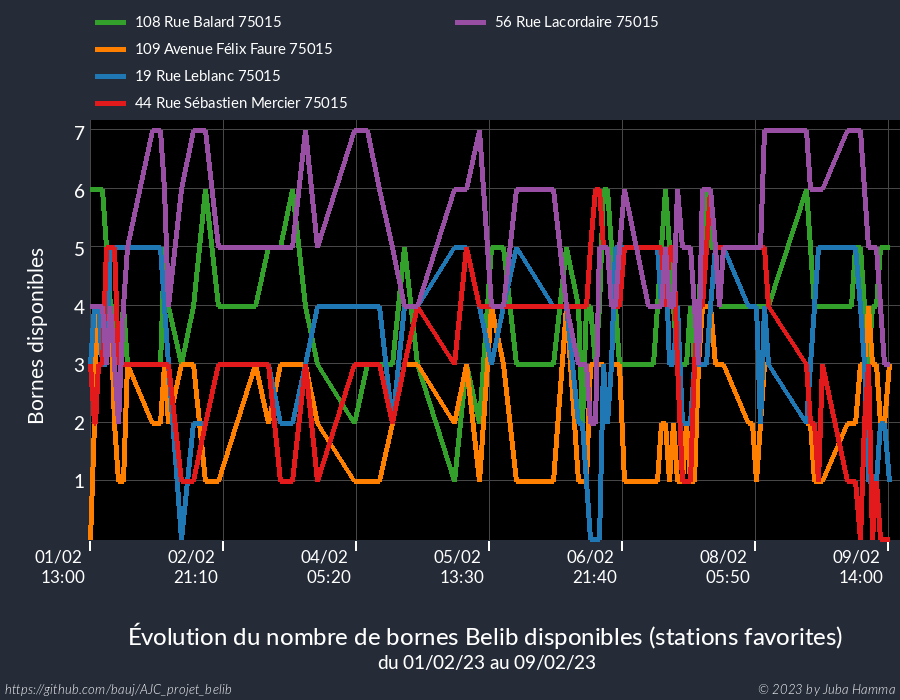 108 Rue Balard 75015
56 Rue Lacordaire 75015
109 Avenue Félix Faure 75015
19 Rue Leblanc 75015
44 Rue Sébastien Mercier 75015
7
6
5
4
3
2
1
Bornes disponibles
01/02 02/02 04/02 05/02 06/02 08/02 09/02
13:00 21:10 05:20 13:30 21:40 05:50 14:00
Évolution du nombre de bornes Belib disponibles (stations favorites)
du 01/02/23 au 09/02/23
https://github.com/bauj/AJC_projet_belib
© 2023 by Juba Hamma